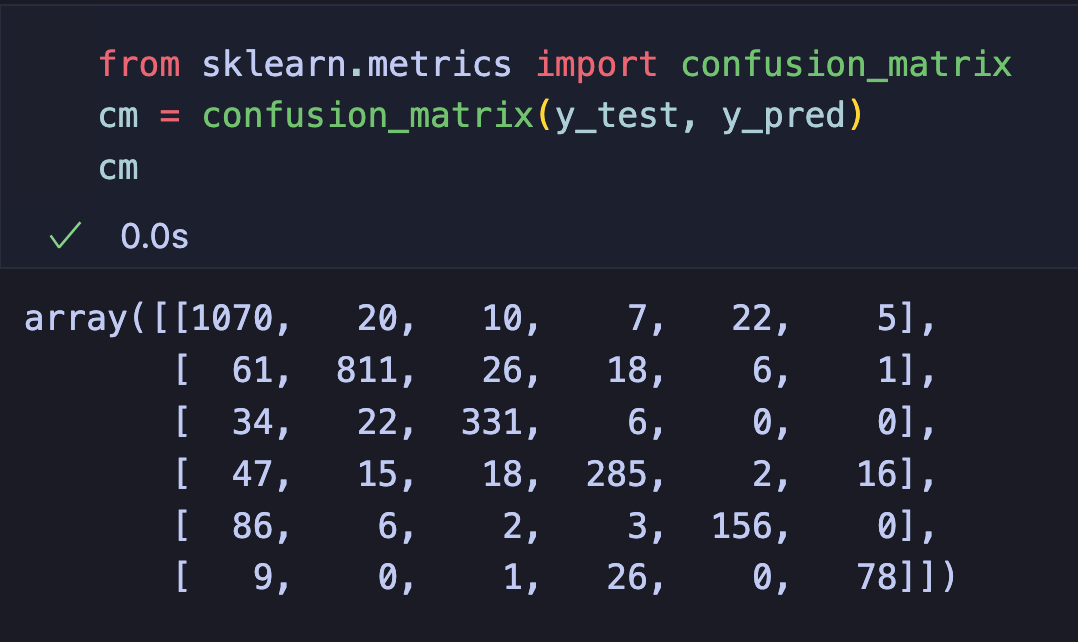 from sklearn.metrics import confusion_matrix
cm = confusion_matrix(y_test, y_pred)
cm
0.0s
array([[1070,   20,   10,    7,   22,    5],
       [  61,  811,   26,   18,    6,    1],
       [  34,   22,  331,    6,    0,    0],
       [  47,   15,   18,  285,    2,   16],
       [  86,    6,    2,    3,  156,    0],
       [   9,    0,    1,   26,    0,   78]])